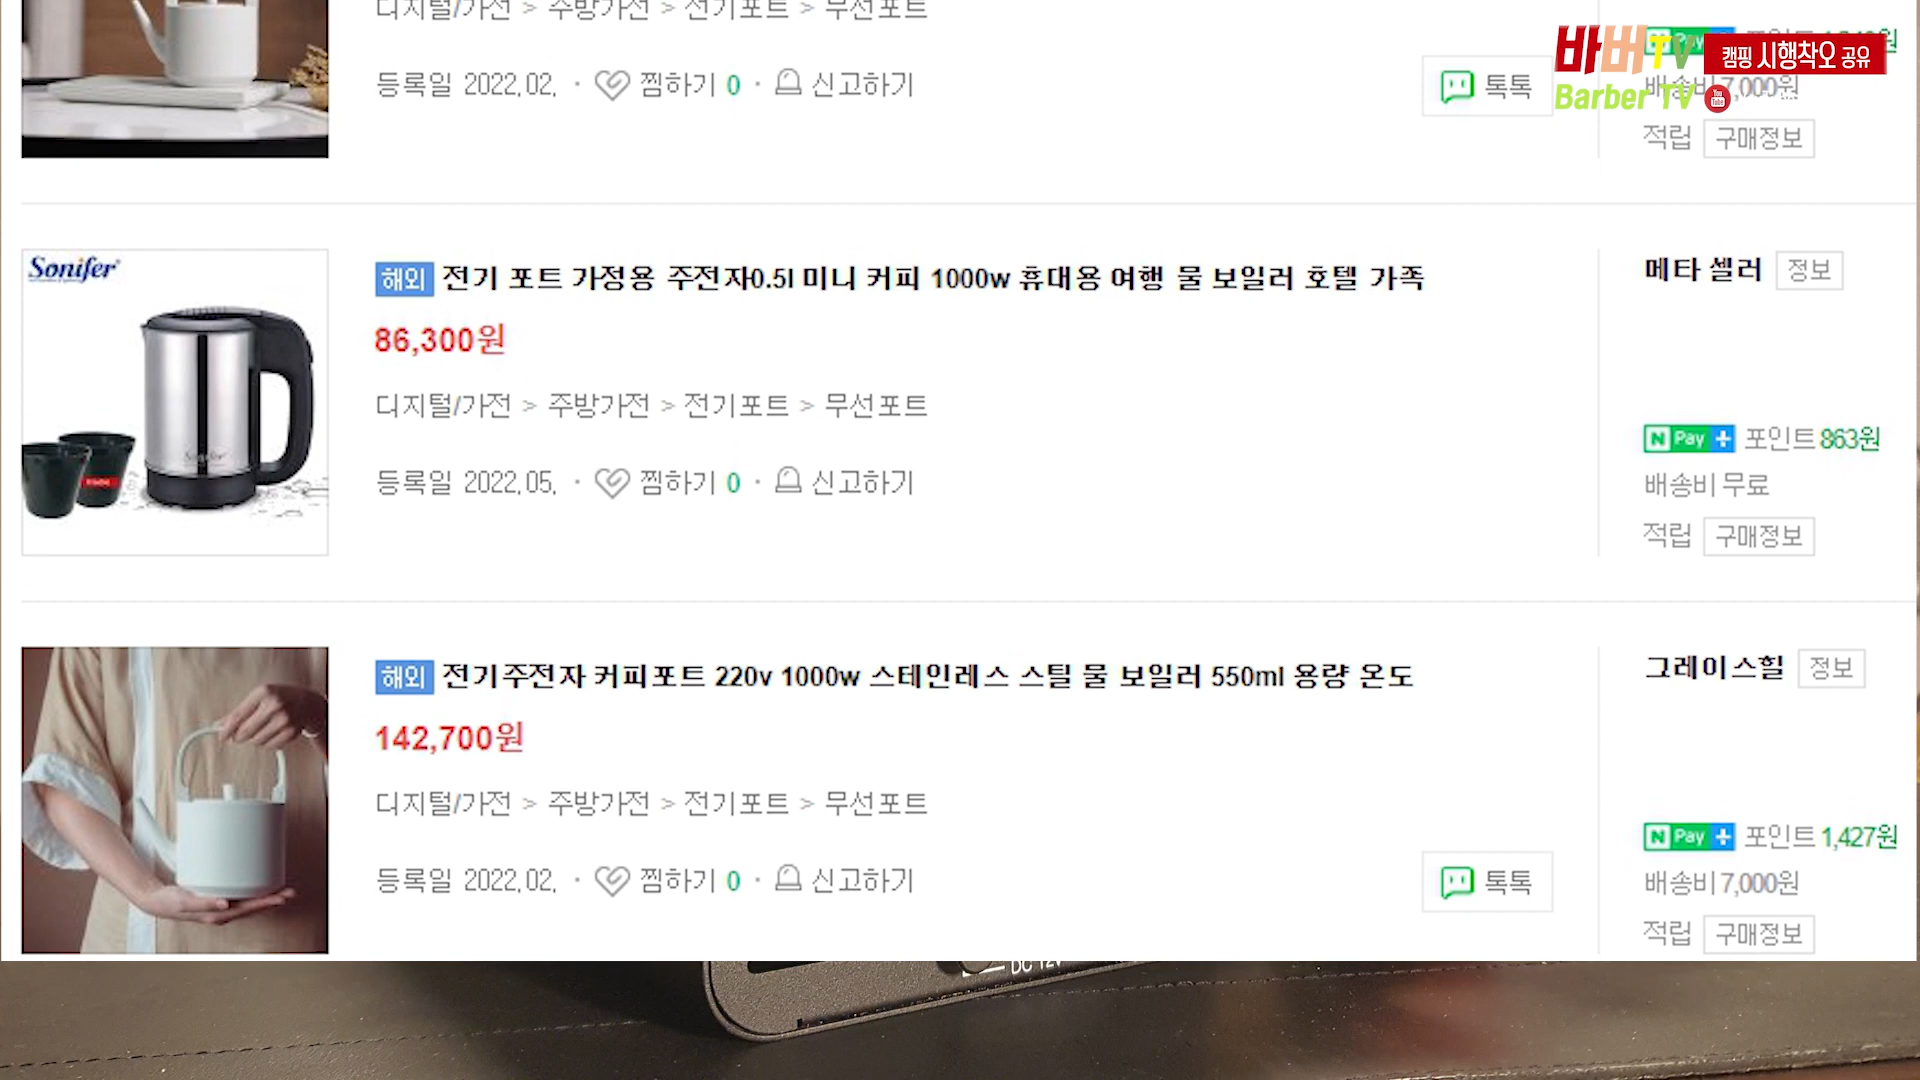 디지털/가전 > 주방가전 > 전기포트 > 무선포트
등록일 2022.02. · 찜하기 0 · 신고하기
톡톡
바버TV 캠핑 시행착오 공유
Barber TV
7,000원
적립 구매정보
Sonifer
해외 전기 포트 가정용 주전자0.5l 미니 커피 1000w 휴대용 여행 물 보일러 호텔 가족
86,300원
디지털/가전 > 주방가전 > 전기포트 > 무선포트
등록일 2022.05. · 찜하기 0 · 신고하기
메타 셀러 정보
N Pay + 포인트 863원
배송비 무료
적립 구매정보
해외 전기주전자 커피포트 220v 1000w 스테인레스 스틸 물 보일러 550ml 용량 온도
142,700원
디지털/가전 > 주방가전 > 전기포트 > 무선포트
등록일 2022.02. · 찜하기 0 · 신고하기
톡톡
그레이스힐 정보
N Pay + 포인트 1,427원
배송비 7,000원
적립 구매정보
DC 12V